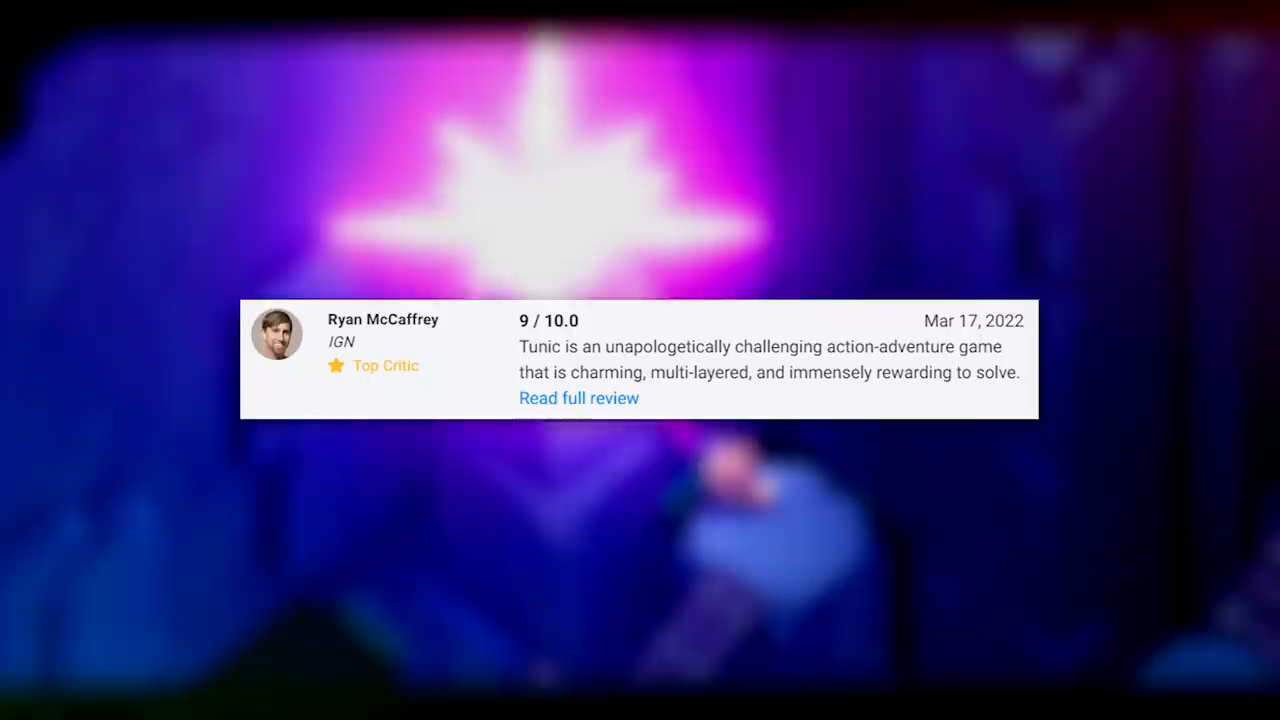 Ryan McCaffrey
IGN
Top Critic
9 / 10.0
Mar 17, 2022
Tunic is an unapologetically challenging action-adventure game
that is charming, multi-layered, and immensely rewarding to solve.
Read full review